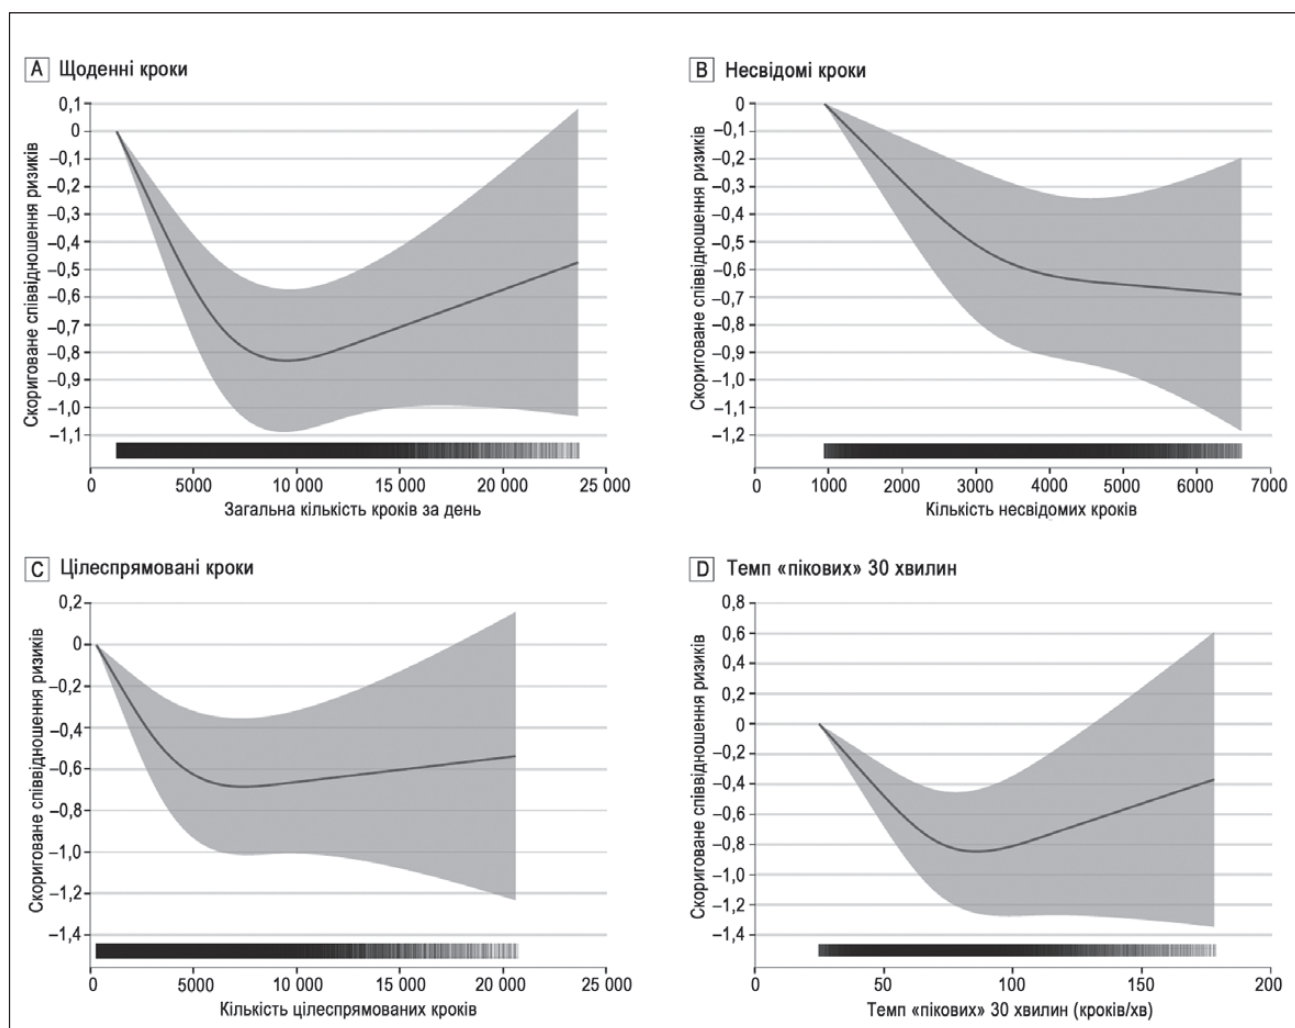 A Щоденні кроки
Скориговане співвідношення ризиків
0,1
0
–0,1
–0,2
–0,3
–0,4
–0,5
–0,6
–0,7
–0,8
–0,9
–1,0
–1,1
0 5000 10 000 15 000 20 000 25 000
Загальна кількість кроків за день
B Несвідомі кроки
Скориговане співвідношення ризиків
0
–0,1
–0,2
–0,3
–0,4
–0,5
–0,6
–0,7
–0,8
–0,9
–1,0
–1,1
–1,2
0 1000 2000 3000 4000 5000 6000 7000
Кількість несвідомих кроків
C Цілеспрямовані кроки
Скориговане співвідношення ризиків
0,2
0
–0,2
–0,4
–0,6
–0,8
–1,0
–1,2
–1,4
0 5000 10 000 15 000 20 000 25 000
Кількість цілеспрямованих кроків
D Темп «пікових» 30 хвилин
Скориговане співвідношення ризиків
0,8
0,6
0,4
0,2
0
–0,2
–0,4
–0,6
–0,8
–1,0
–1,2
–1,4
0 50 100 150 200
Темп «пікових» 30 хвилин (кроків/хв)